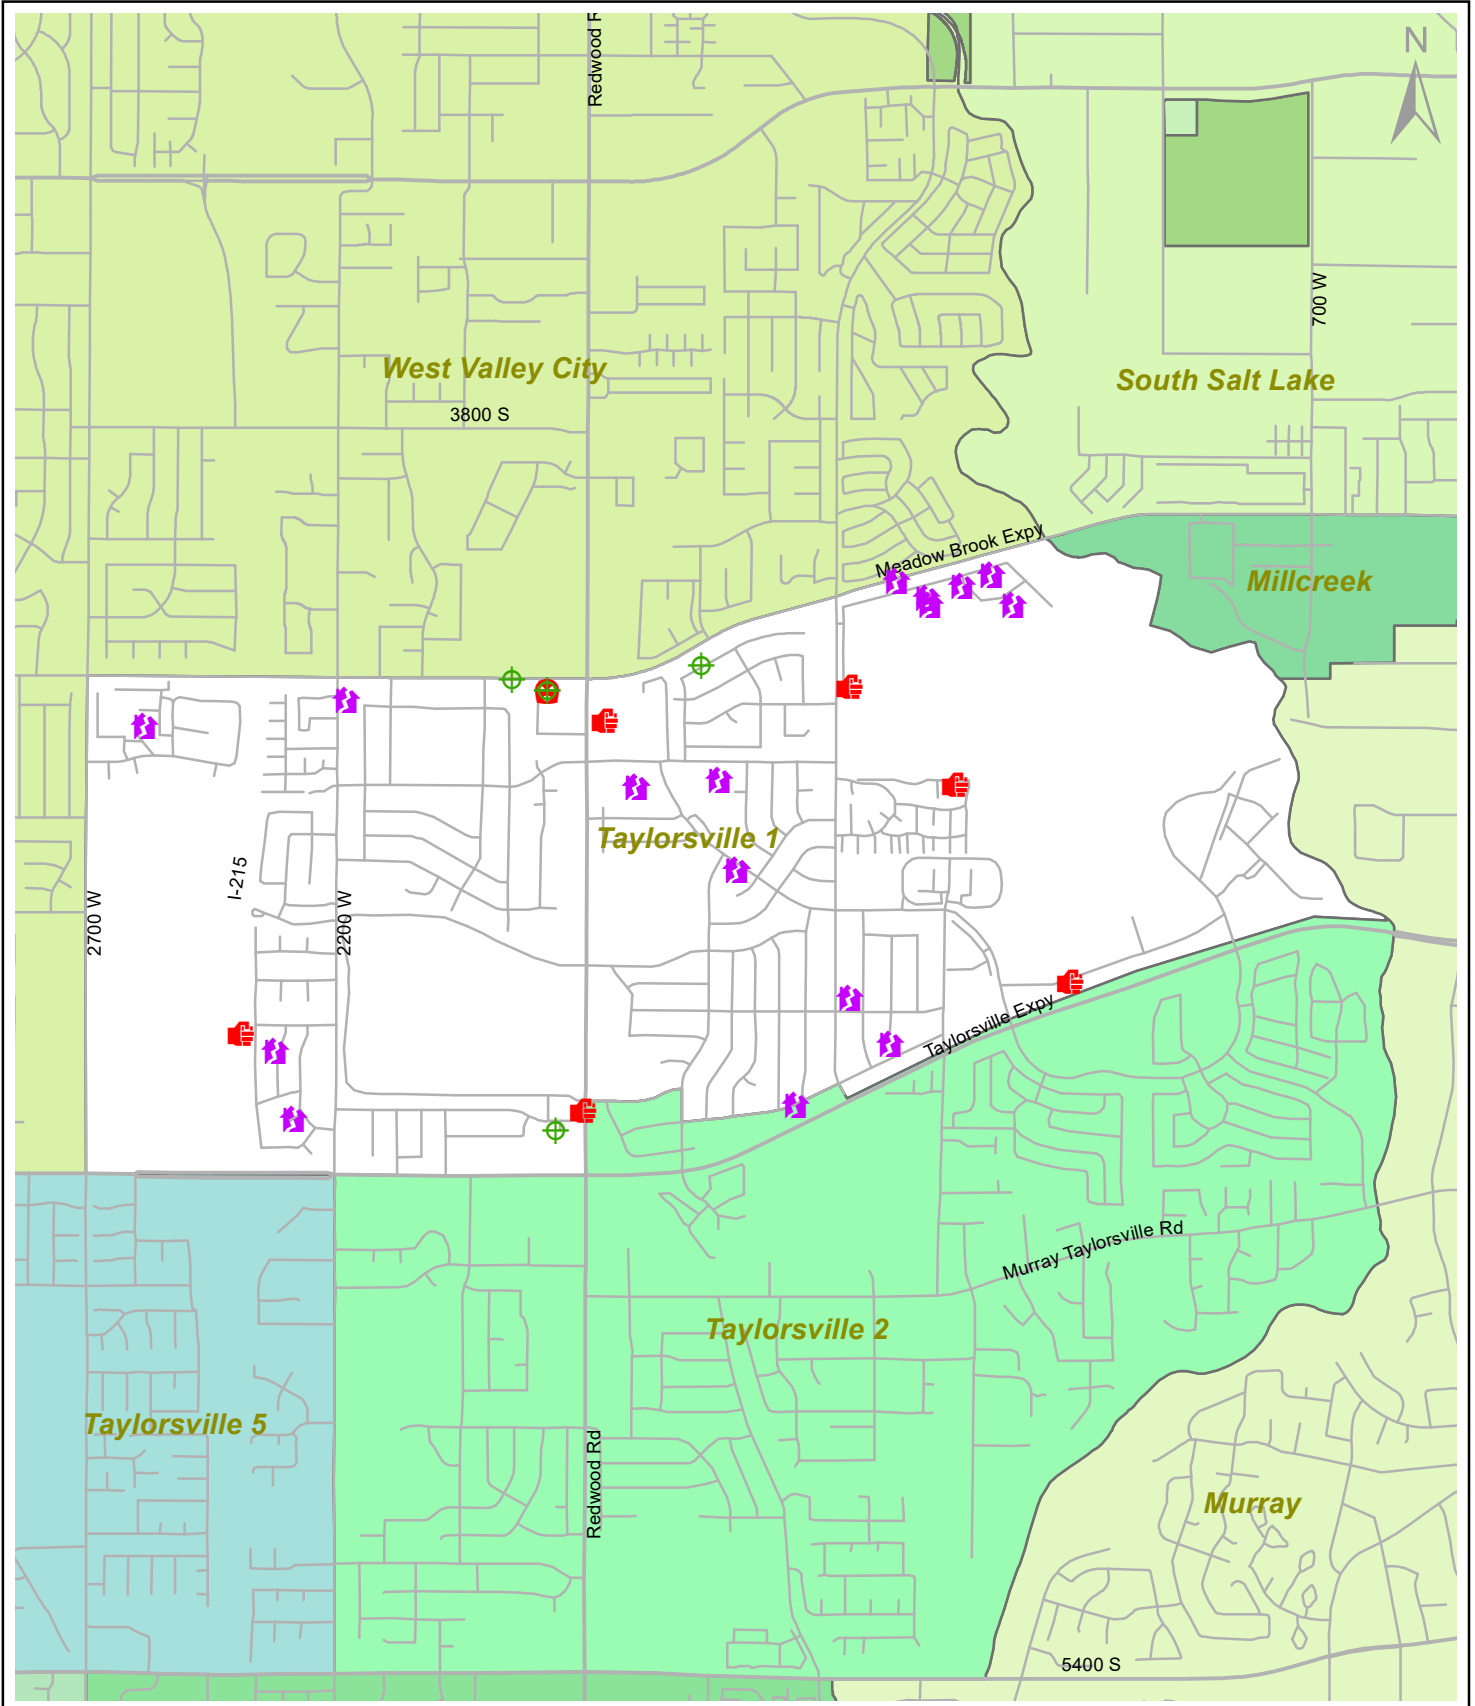 Redwood R
N
700 W
West Valley City
South Salt Lake
3800 S
Meadow Brook Expy
Millcreek
Taylorsville 1
I-215
2700 W
2200 W
Taylorsville Expy
Murray Taylorsville Rd
Taylorsville 2
Taylorsville 5
Redwood Rd
Murray
5400 S